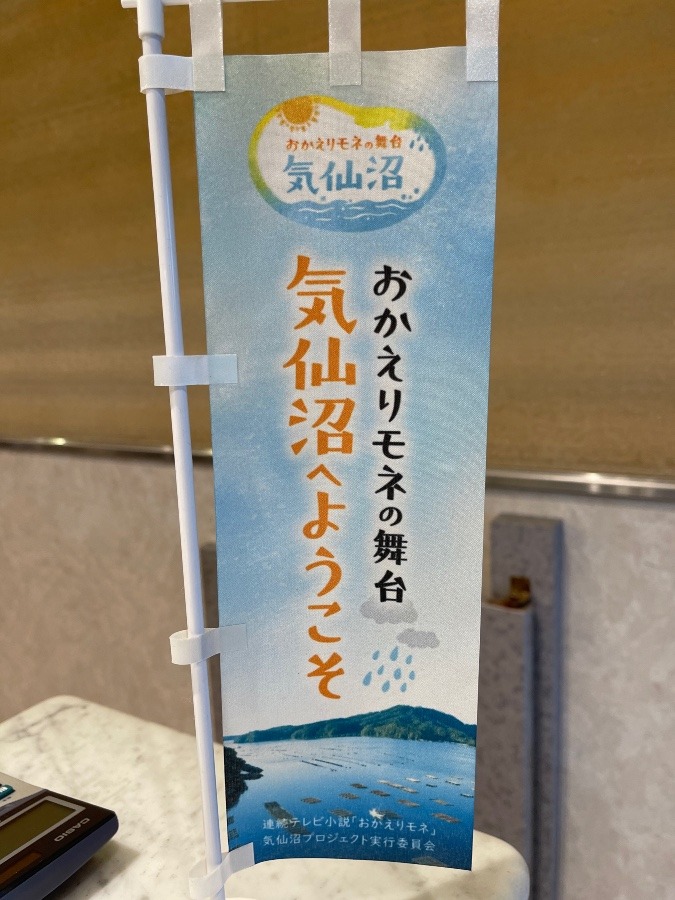 おかえりモネの舞台
気仙沼
おかえりモネの舞台
気仙沼へようこそ
連続テレビ小説「おかえりモネ」
気仙沼プロジェクト実行委員会
CASIO